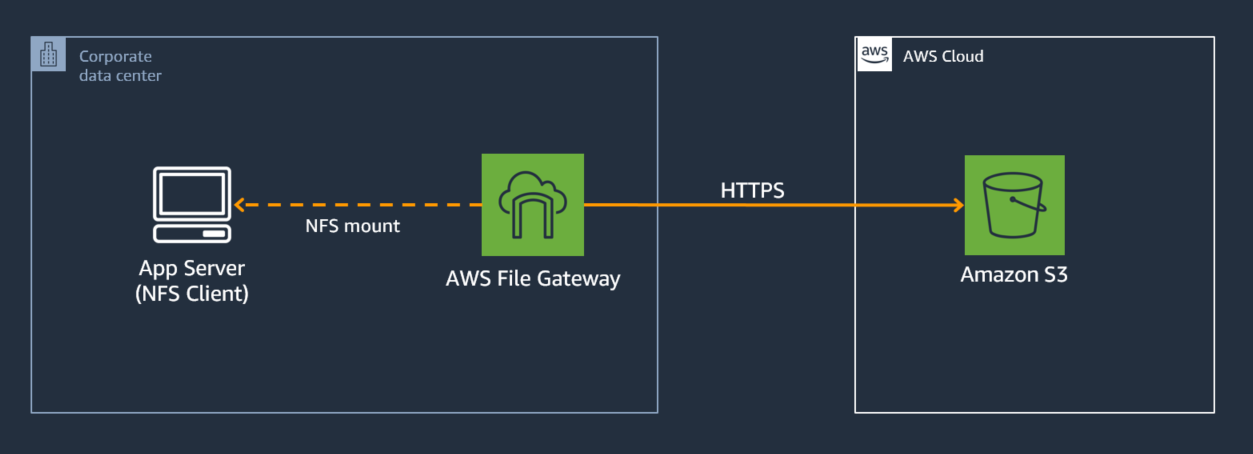 Corporate
data center
aws
AWS Cloud
HTTPS
NFS mount
App Server
(NFS Client)
AWS File Gateway
Amazon S3